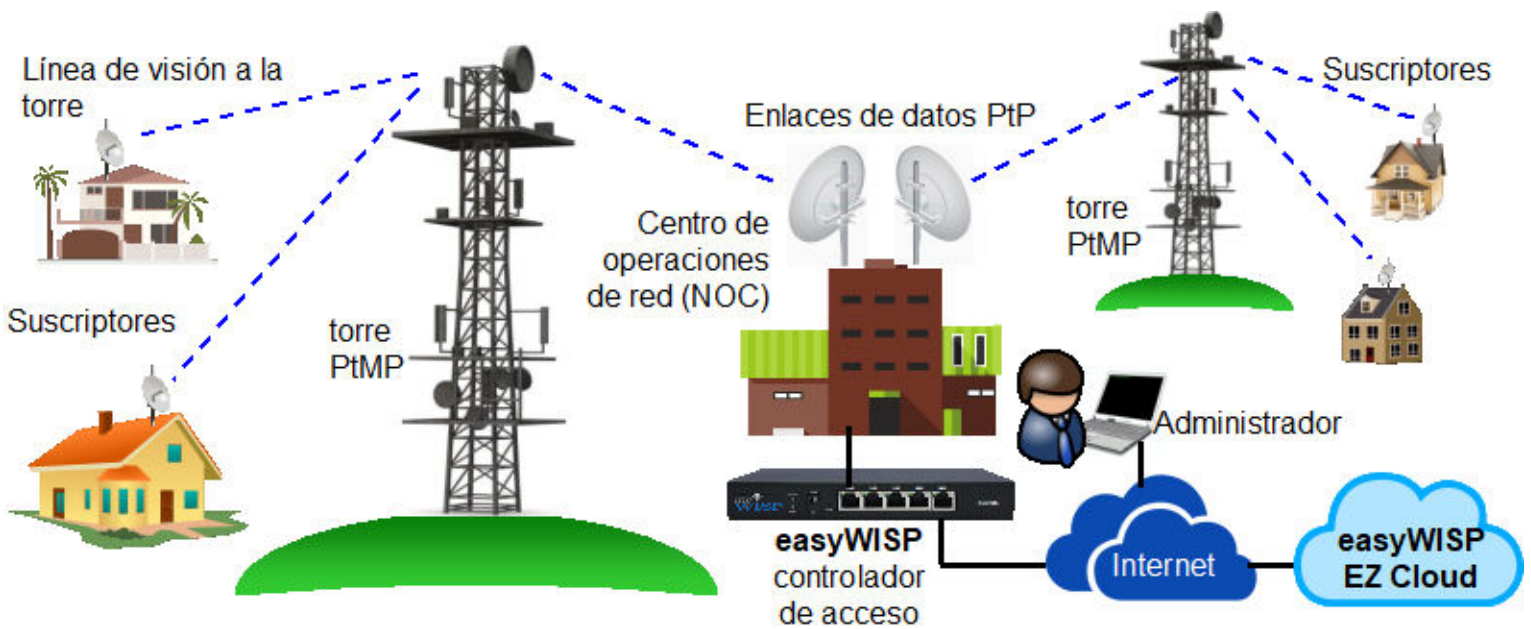 Línea de visión a la
torre
Suscriptores
Enlaces de datos PtP
Suscriptores
torre
PtMP
Centro de
operaciones
de red (NOC)
torre
PtMP
Administrador
WISP
easyWISP
controlador
de acceso
Internet
easyWISP
EZ Cloud